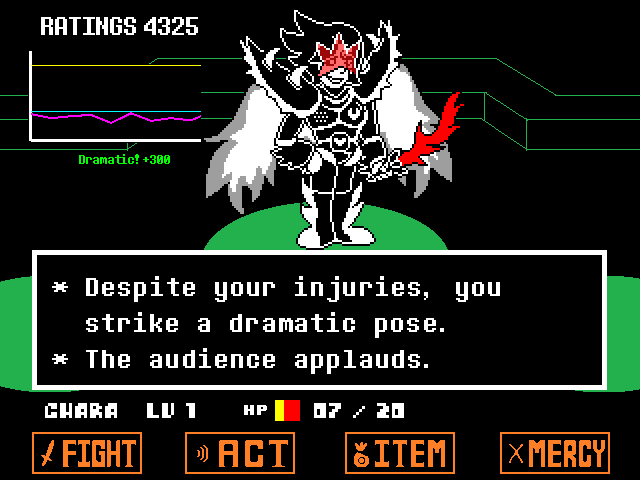 RATINGS 4325
Dramatic! +300
* Despite your injuries, you
strike a dramatic pose.
* The audience applauds.
CHARA LV 1 HP 07 / 20
FIGHT ACT ITEM MERCY